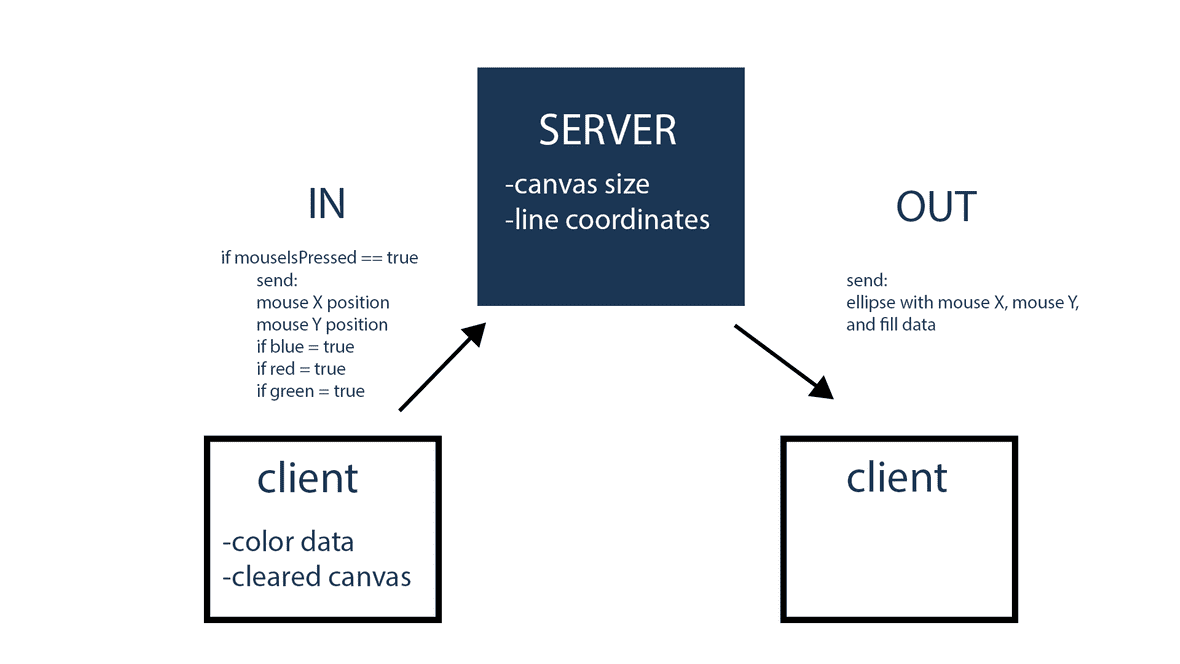 SERVER
-canvas size
-line coordinates
IN
if mouseIsPressed == true
send:
mouse X position
mouse Y position
if blue = true
if red = true
if green = true
OUT
send:
ellipse with mouse X, mouse Y,
and fill data
client
-color data
-cleared canvas
client